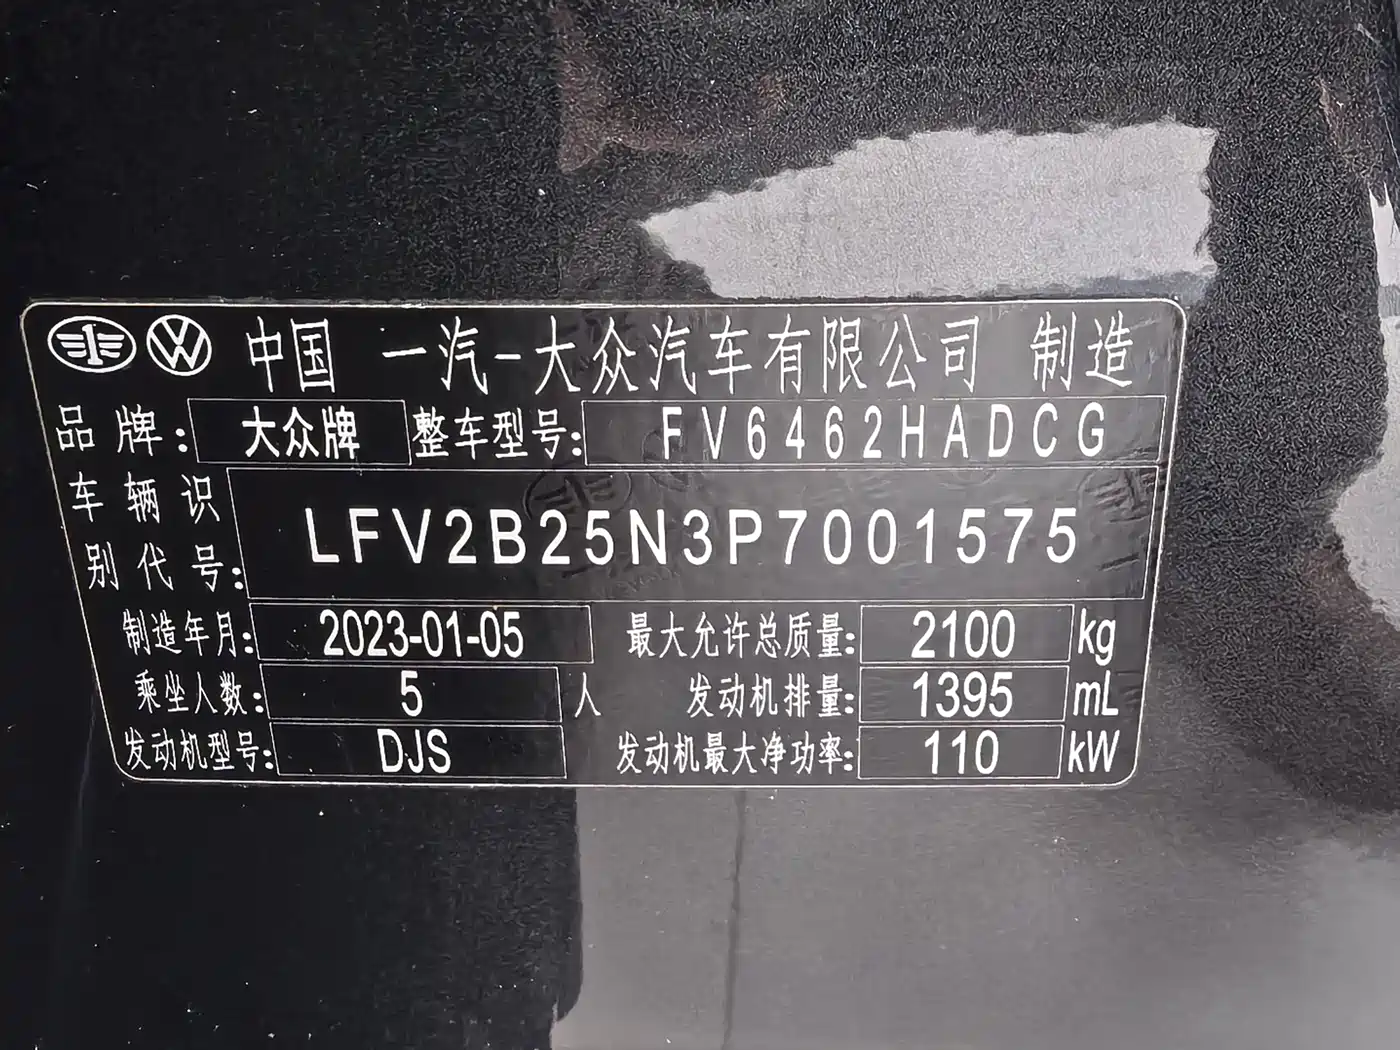 中国 一汽-大众汽车有限公司 制造
品牌: 大众牌 整车型号: FV6462HADCG
车辆识
别代号: LFV2B25N3P7001575
制造年月: 2023-01-05 最大允许总质量: 2100 kg
乘坐人数: 5 人 发动机排量: 1395 mL
发动机型号: DJS 发动机最大净功率: 110 kW